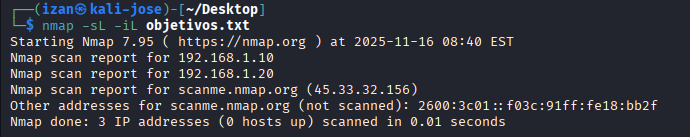 ┌──(izan㉿kali-jose)-[~/Desktop]
└─$ nmap -sL -iL objetivos.txt
Starting Nmap 7.95 ( https://nmap.org ) at 2025-11-16 08:40 EST
Nmap scan report for 192.168.1.10
Nmap scan report for 192.168.1.20
Nmap scan report for scanme.nmap.org (45.33.32.156)
Other addresses for scanme.nmap.org (not scanned): 2600:3c01::f03c:91ff:fe18:bb2f
Nmap done: 3 IP addresses (0 hosts up) scanned in 0.01 seconds